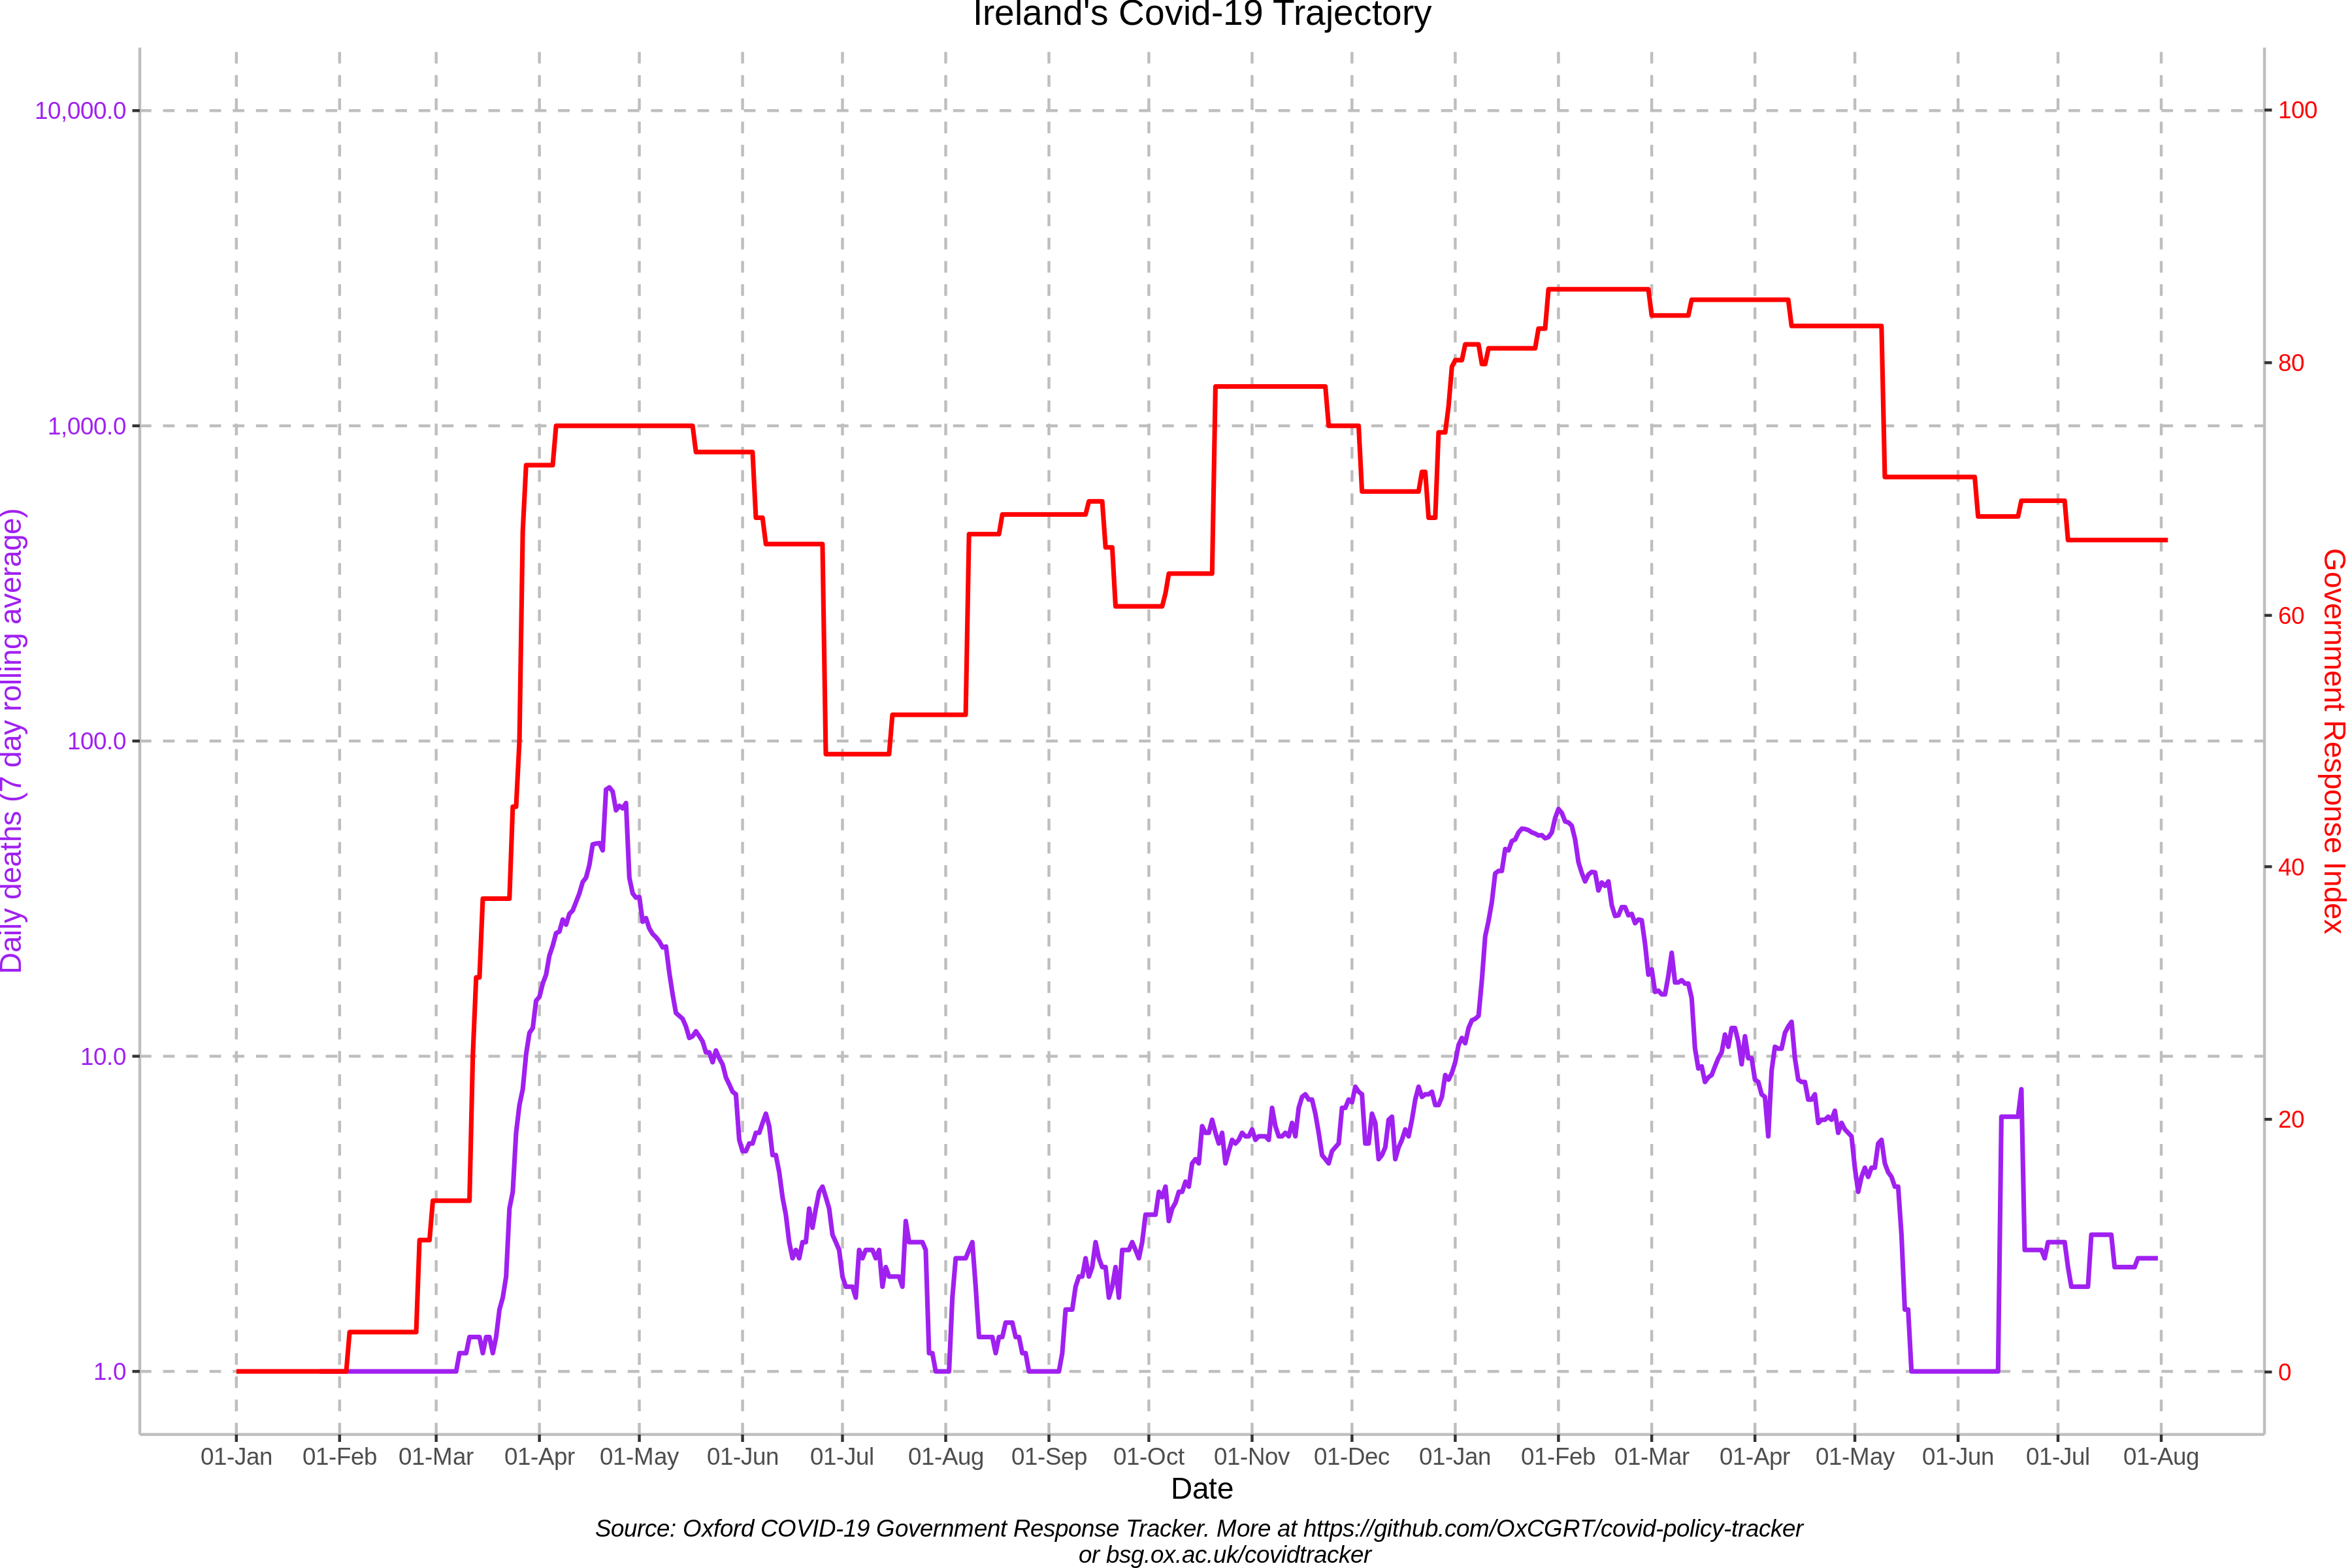 Ireland's Covid-19 Trajectory
10,000.0
1,000.0
100.0
10.0
1.0
Daily deaths (7 day rolling average)
100
80
60
40
20
0
Government Response Index
01-Jan 01-Feb 01-Mar 01-Apr 01-May 01-Jun 01-Jul 01-Aug 01-Sep 01-Oct 01-Nov 01-Dec 01-Jan 01-Feb 01-Mar 01-Apr 01-May 01-Jun 01-Jul 01-Aug
Date
Source: Oxford COVID-19 Government Response Tracker. More at https://github.com/OxCGRT/covid-policy-tracker
or bsg.ox.ac.uk/covidtracker